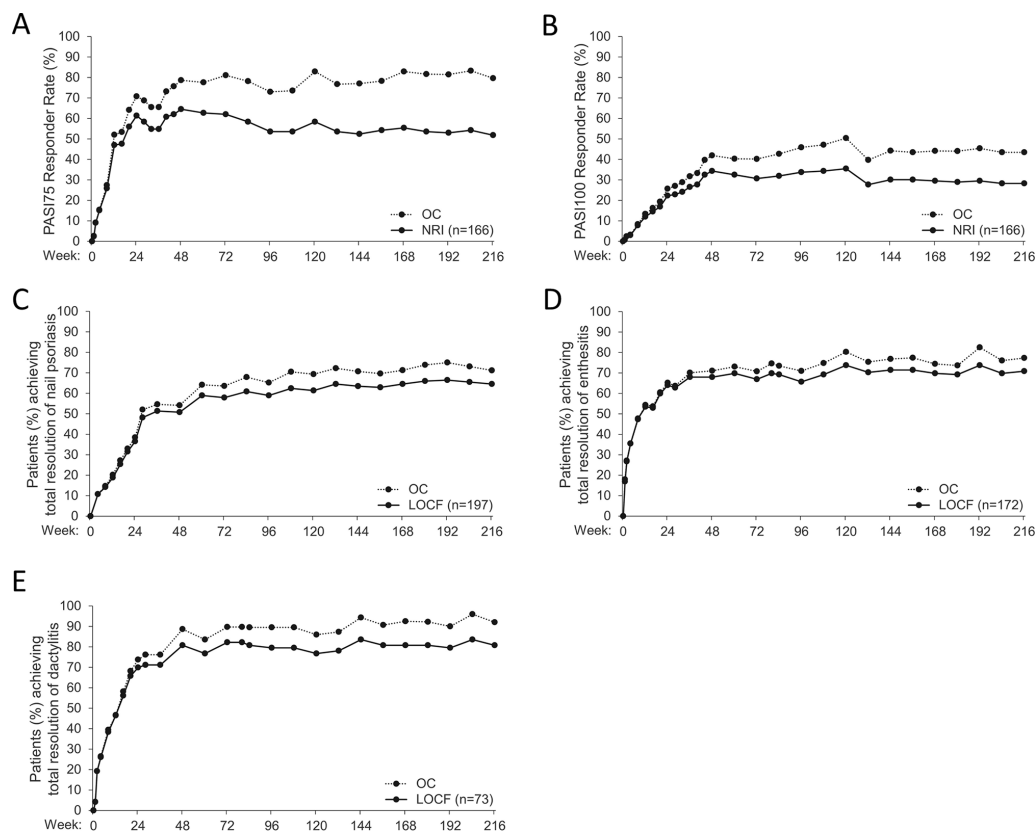 A
PASI75 Responder Rate (%)
100
90
80
70
60
50
40
30
20
10
0
OC
NRI (n=166)
Week: 0 24 48 72 96 120 144 168 192 216
B
PASI100 Responder Rate (%)
100
90
80
70
60
50
40
30
20
10
0
OC
NRI (n=166)
Week: 0 24 48 72 96 120 144 168 192 216
C
Patients (%) achieving
total resolution of nail psoriasis
100
90
80
70
60
50
40
30
20
10
0
OC
LOCF (n=197)
Week: 0 24 48 72 96 120 144 168 192 216
D
Patients (%) achieving
total resolution of enthesitis
100
90
80
70
60
50
40
30
20
10
0
OC
LOCF (n=172)
Week: 0 24 48 72 96 120 144 168 192 216
E
Patients (%) achieving
total resolution of dactylitis
100
90
80
70
60
50
40
30
20
10
0
OC
LOCF (n=73)
Week: 0 24 48 72 96 120 144 168 192 216